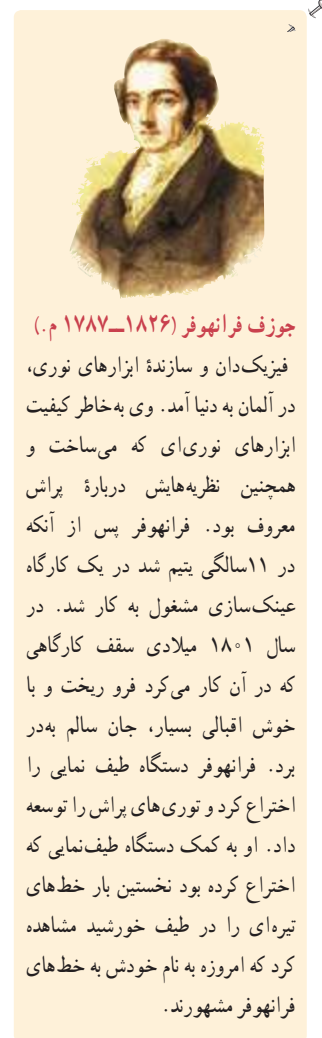 جوزف فرانهوفر (۱۸۲۶ــ۱۷۸۷ م.)
فیزیک‌دان و سازندهٔ ابزارهای نوری،
در آلمان به دنیا آمد. وی به‌خاطر کیفیت
ابزارهای نوری‌ای که می‌ساخت و
همچنین نظریه‌هایش دربارهٔ پراش
معروف بود. فرانهوفر پس از آنکه
در ۱۱سالگی یتیم شد در یک کارگاه
عینک‌سازی مشغول به کار شد. در
سال ۱۸۰۱ میلادی سقف کارگاهی
که در آن کار می‌کرد فرو ریخت و با
خوش اقبالی بسیار، جان سالم به‌در
برد. فرانهوفر دستگاه طیف نمایی را
اختراع کرد و توری‌های پراش را توسعه
داد. او به کمک دستگاه طیف‌نمایی که
اختراع کرده بود نخستین بار خط‌های
تیره‌ای را در طیف خورشید مشاهده
کرد که امروزه به نام خودش به خط‌های
فرانهوفر مشهورند.